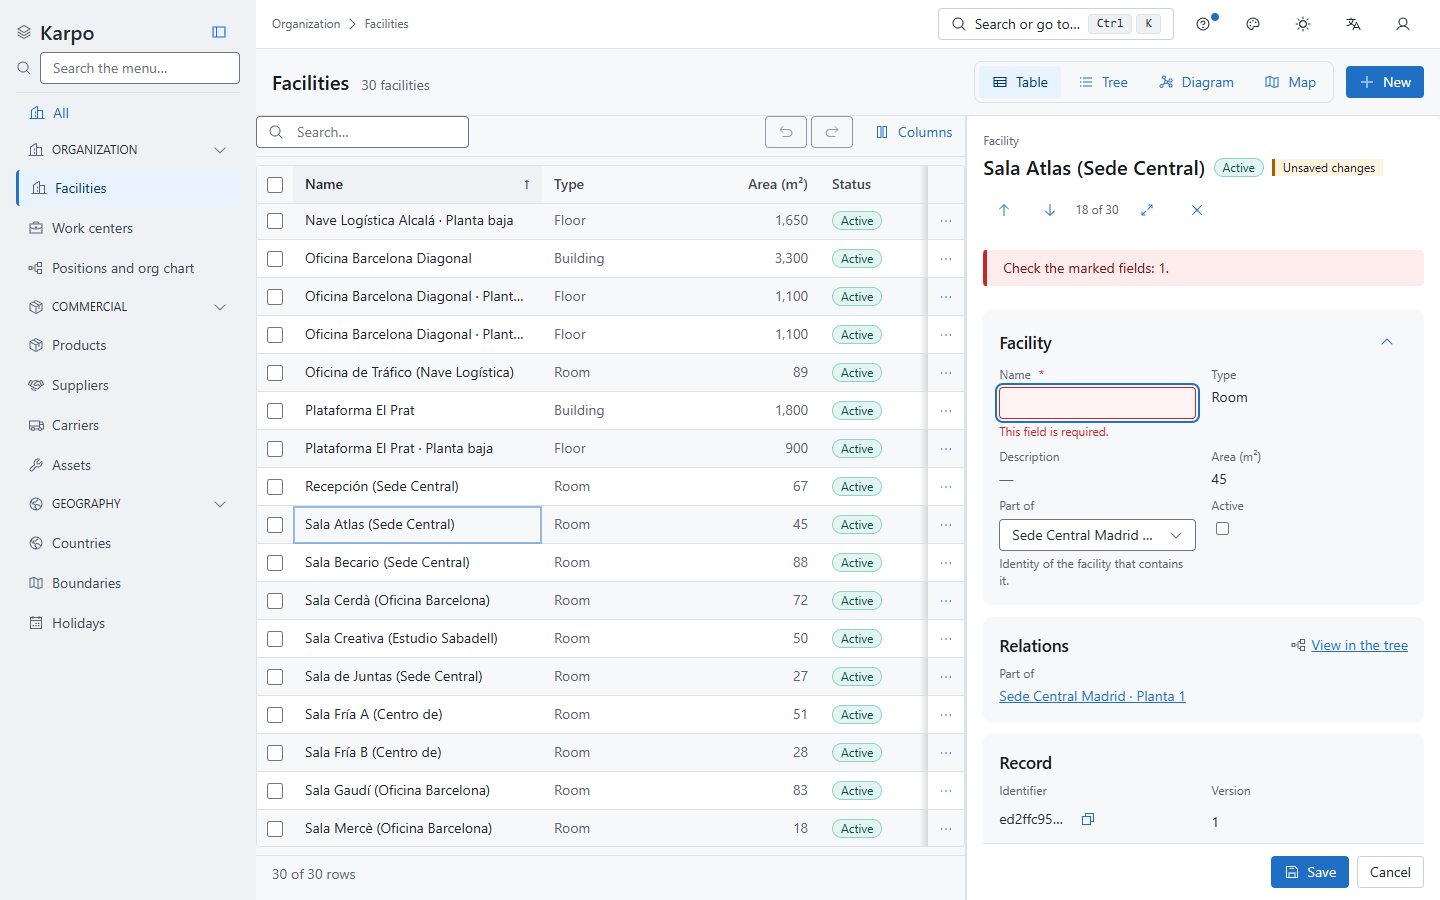 Karpo
Search the menu...
All
ORGANIZATION
Facilities
Work centers
Positions and org chart
COMMERCIAL
Products
Suppliers
Carriers
Assets
GEOGRAPHY
Countries
Boundaries
Holidays
Organization > Facilities
Search or go to... Ctrl K
Facilities 30 facilities
Table Tree Diagram Map New
Search... Columns
Name ↑ Type Area (m²) Status
Nave Logística Alcalá · Planta baja Floor 1,650 Active ...
Oficina Barcelona Diagonal Building 3,300 Active ...
Oficina Barcelona Diagonal · Plant... Floor 1,100 Active ...
Oficina Barcelona Diagonal · Plant... Floor 1,100 Active ...
Oficina de Tráfico (Nave Logística) Room 89 Active ...
Plataforma El Prat Building 1,800 Active ...
Plataforma El Prat · Planta baja Floor 900 Active ...
Recepción (Sede Central) Room 67 Active ...
Sala Atlas (Sede Central) Room 45 Active ...
Sala Becario (Sede Central) Room 88 Active ...
Sala Cerdà (Oficina Barcelona) Room 72 Active ...
Sala Creativa (Estudio Sabadell) Room 50 Active ...
Sala de Juntas (Sede Central) Room 27 Active ...
Sala Fría A (Centro de) Room 51 Active ...
Sala Fría B (Centro de) Room 28 Active ...
Sala Gaudí (Oficina Barcelona) Room 83 Active ...
Sala Mercè (Oficina Barcelona) Room 18 Active ...
30 of 30 rows
Facility
Sala Atlas (Sede Central) Active Unsaved changes
18 of 30
Check the marked fields: 1.
Facility
Name * Type
Room
This field is required.
Description Area (m²)
— 45
Part of Active
Sede Central Madrid ...
Identity of the facility that contains
it.
Relations View in the tree
Part of
Sede Central Madrid · Planta 1
Record
Identifier Version
ed2ffc95... 1
Save Cancel